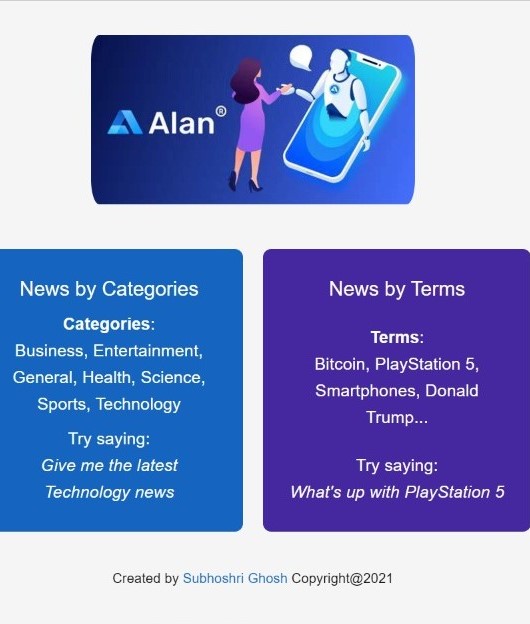 Alan®
News by Categories
Categories:
Business, Entertainment,
General, Health, Science,
Sports, Technology
Try saying:
Give me the latest
Technology news
News by Terms
Terms:
Bitcoin, PlayStation 5,
Smartphones, Donald
Trump...
Try saying:
What's up with PlayStation 5
Created by Subhoshri Ghosh Copyright@2021